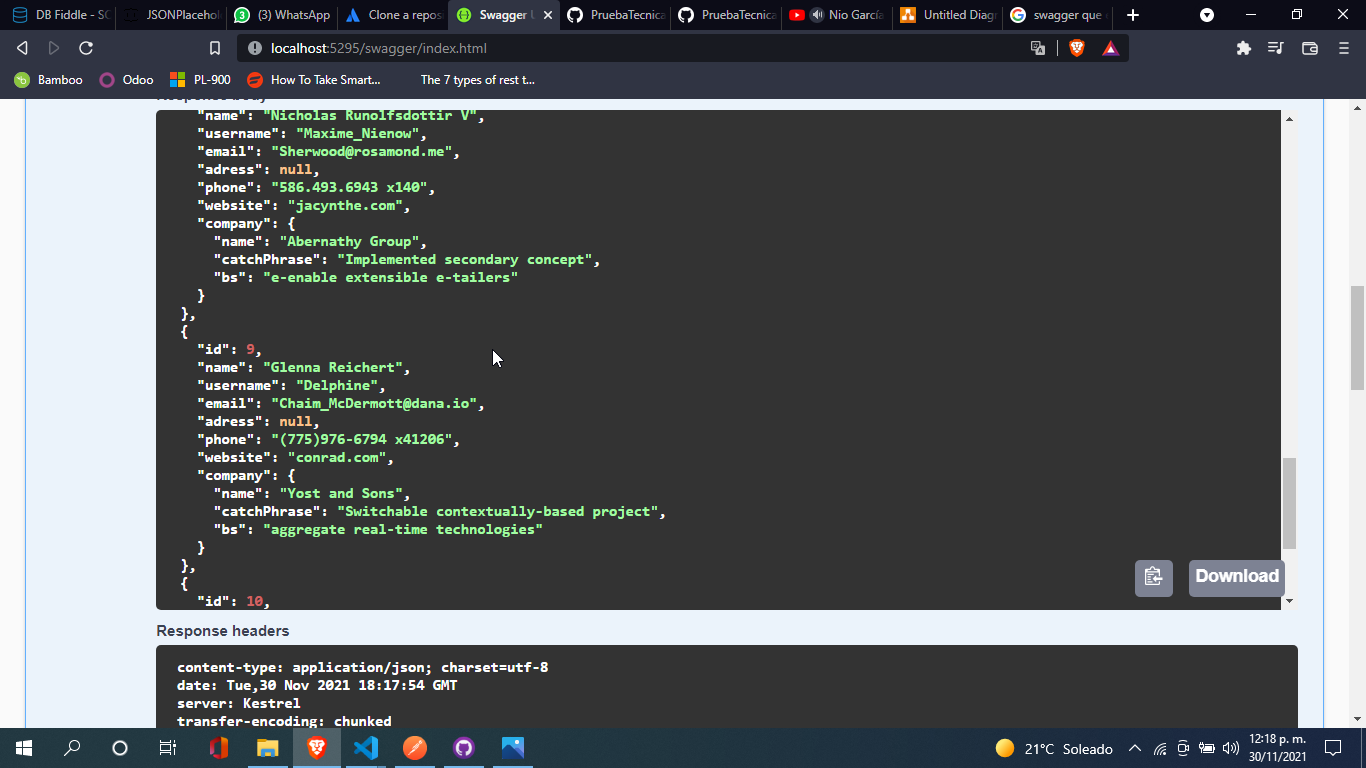 DB Fiddle - SC
JSONPlacehol
(3) WhatsApp
Clone a repos
Swagger U
PruebaTecnica
PruebaTecnica
Nio García
Untitled Diagr
swagger que
localhost:5295/swagger/index.html
Bamboo
Odoo
PL-900
How To Take Smart...
The 7 types of rest t...
Response body
"name": "Nicholas Runolfsdottir V",
"username": "Maxime_Nienow",
"email": "Sherwood@rosamond.me",
"adress": null,
"phone": "586.493.6943 x140",
"website": "jacynthe.com",
"company": {
"name": "Abernathy Group",
"catchPhrase": "Implemented secondary concept",
"bs": "e-enable extensible e-tailers"
}
},
{
"id": 9,
"name": "Glenna Reichert",
"username": "Delphine",
"email": "Chaim_McDermott@dana.io",
"adress": null,
"phone": "(775)976-6794 x41206",
"website": "conrad.com",
"company": {
"name": "Yost and Sons",
"catchPhrase": "Switchable contextually-based project",
"bs": "aggregate real-time technologies"
}
},
{
"id": 10,
Download
Response headers
content-type: application/json; charset=utf-8
date: Tue,30 Nov 2021 18:17:54 GMT
server: Kestrel
transfer-encoding: chunked
21°C Soleado
12:18 p. m.
30/11/2021